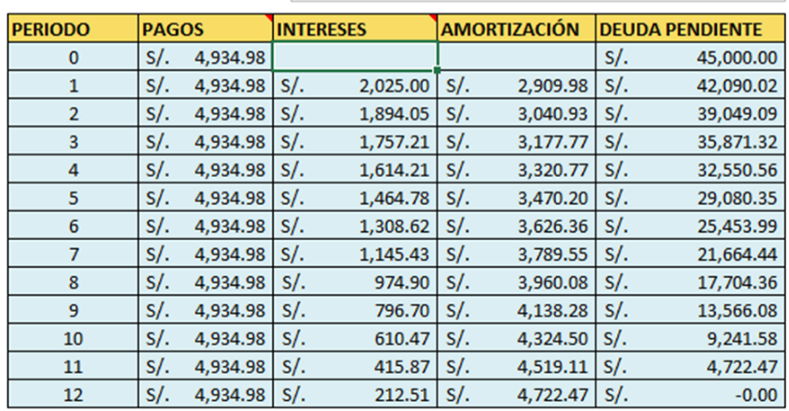 PERIODO PAGOS INTERESES AMORTIZACIÓN DEUDA PENDIENTE
0 S/. 4,934.98 S/. 45,000.00
1 S/. 4,934.98 S/. 2,025.00 S/. 2,909.98 S/. 42,090.02
2 S/. 4,934.98 S/. 1,894.05 S/. 3,040.93 S/. 39,049.09
3 S/. 4,934.98 S/. 1,757.21 S/. 3,177.77 S/. 35,871.32
4 S/. 4,934.98 S/. 1,614.21 S/. 3,320.77 S/. 32,550.56
5 S/. 4,934.98 S/. 1,464.78 S/. 3,470.20 S/. 29,080.35
6 S/. 4,934.98 S/. 1,308.62 S/. 3,626.36 S/. 25,453.99
7 S/. 4,934.98 S/. 1,145.43 S/. 3,789.55 S/. 21,664.44
8 S/. 4,934.98 S/. 974.90 S/. 3,960.08 S/. 17,704.36
9 S/. 4,934.98 S/. 796.70 S/. 4,138.28 S/. 13,566.08
10 S/. 4,934.98 S/. 610.47 S/. 4,324.50 S/. 9,241.58
11 S/. 4,934.98 S/. 415.87 S/. 4,519.11 S/. 4,722.47
12 S/. 4,934.98 S/. 212.51 S/. 4,722.47 S/. -0.00